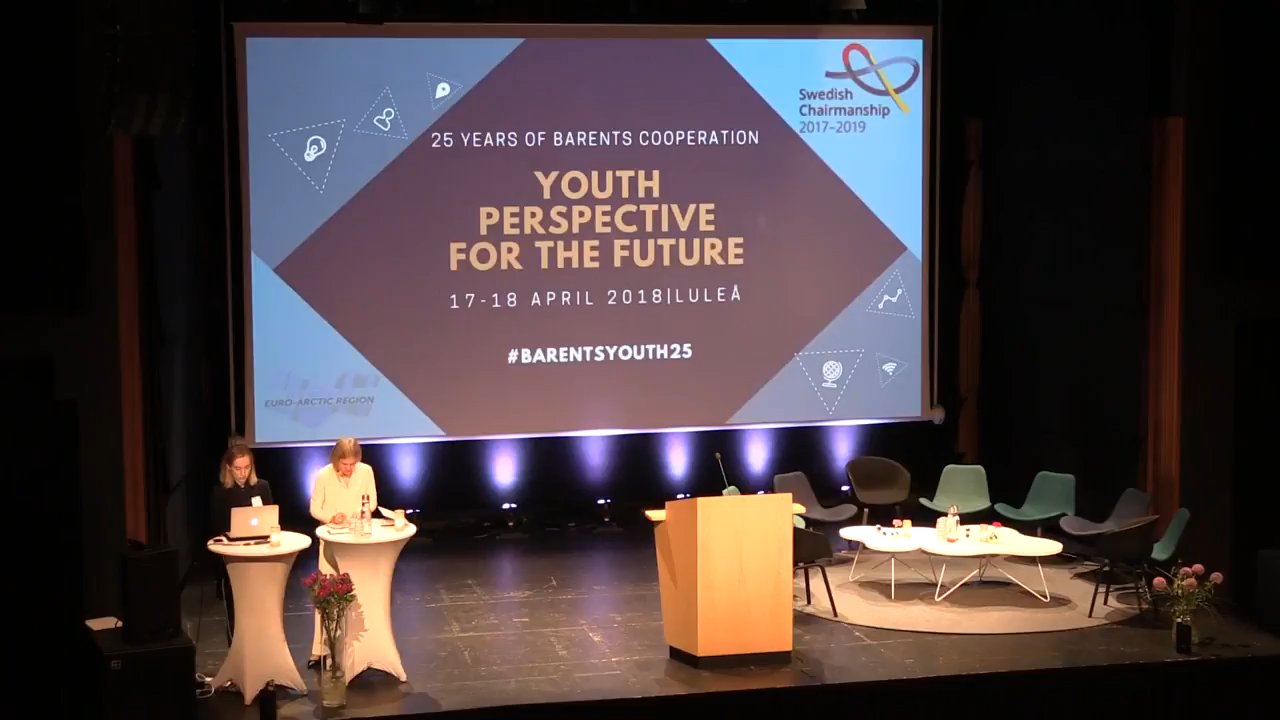 25 YEARS OF BARENTS COOPERATION
YOUTH
PERSPECTIVE
FOR THE FUTURE
17-18 APRIL 2018|LULEÅ
#BARENTSYOUTH25
Swedish
Chairmanship
2017–2019
EURO-ARCTIC REGION